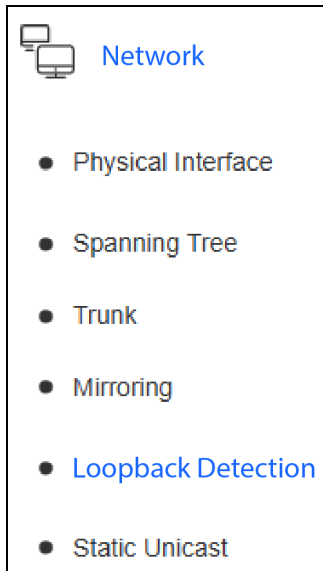 Network
Physical Interface
Spanning Tree
Trunk
Mirroring
Loopback Detection
Static Unicast